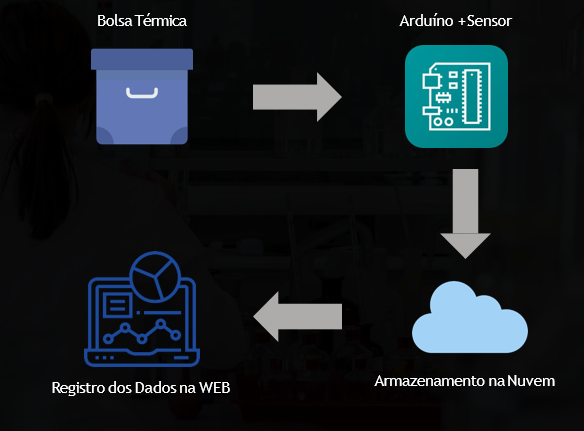 Bolsa Térmica
Arduíno +Sensor
Registro dos Dados na WEB
Armazenamento na Nuvem